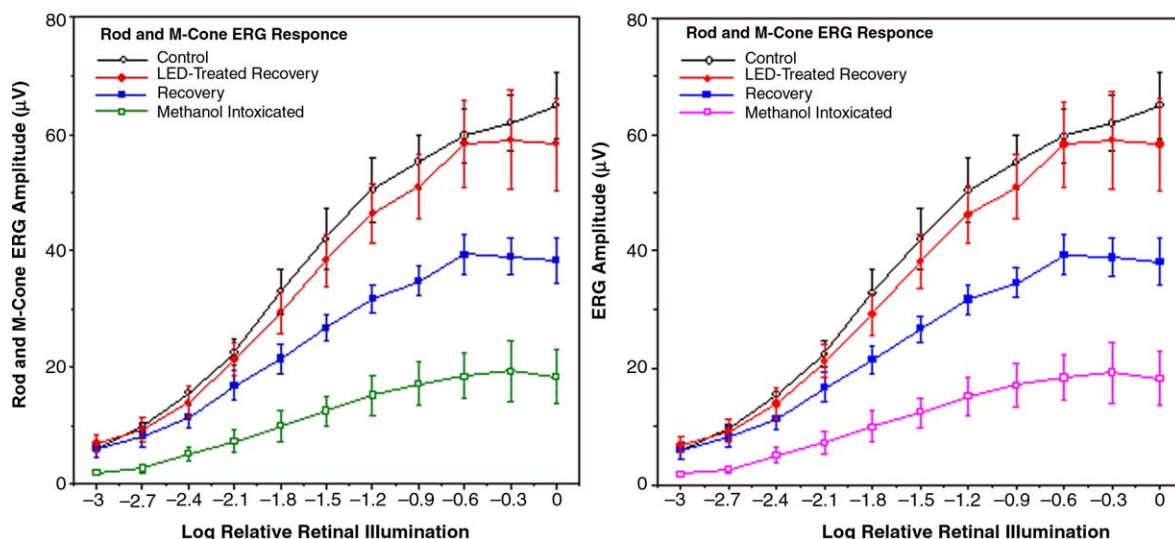 80
60
40
20
0
Rod and M-Cone ERG Amplitude (µV)
Rod and M-Cone ERG Responce
Control
LED-Treated Recovery
Recovery
Methanol Intoxicated
–3 –2.7 –2.4 –2.1 –1.8 –1.5 –1.2 –0.9 –0.6 –0.3 0
Log Relative Retinal Illumination
80
60
40
20
0
ERG Amplitude (µV)
Rod and M-Cone ERG Responce
Control
LED-Treated Recovery
Recovery
Methanol Intoxicated
–3 –2.7 –2.4 –2.1 –1.8 –1.5 –1.2 –0.9 –0.6 –0.3 0
Log Relative Retinal Illumination